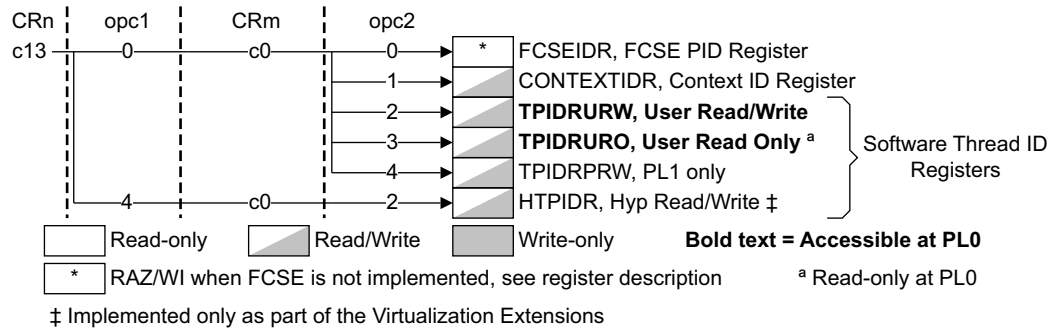 CRn opc1 CRm opc2
c13 0 c0 0 * FCSEIDR, FCSE PID Register
1 CONTEXTIDR, Context ID Register
2 TPIDRURW, User Read/Write
3 TPIDRURO, User Read Only a
4 TPIDRPRW, PL1 only
4 c0 2 HTPIDR, Hyp Read/Write ‡
Software Thread ID
Registers
Read-only Read/Write Write-only Bold text = Accessible at PL0
* RAZ/WI when FCSE is not implemented, see register description a Read-only at PL0
‡ Implemented only as part of the Virtualization Extensions